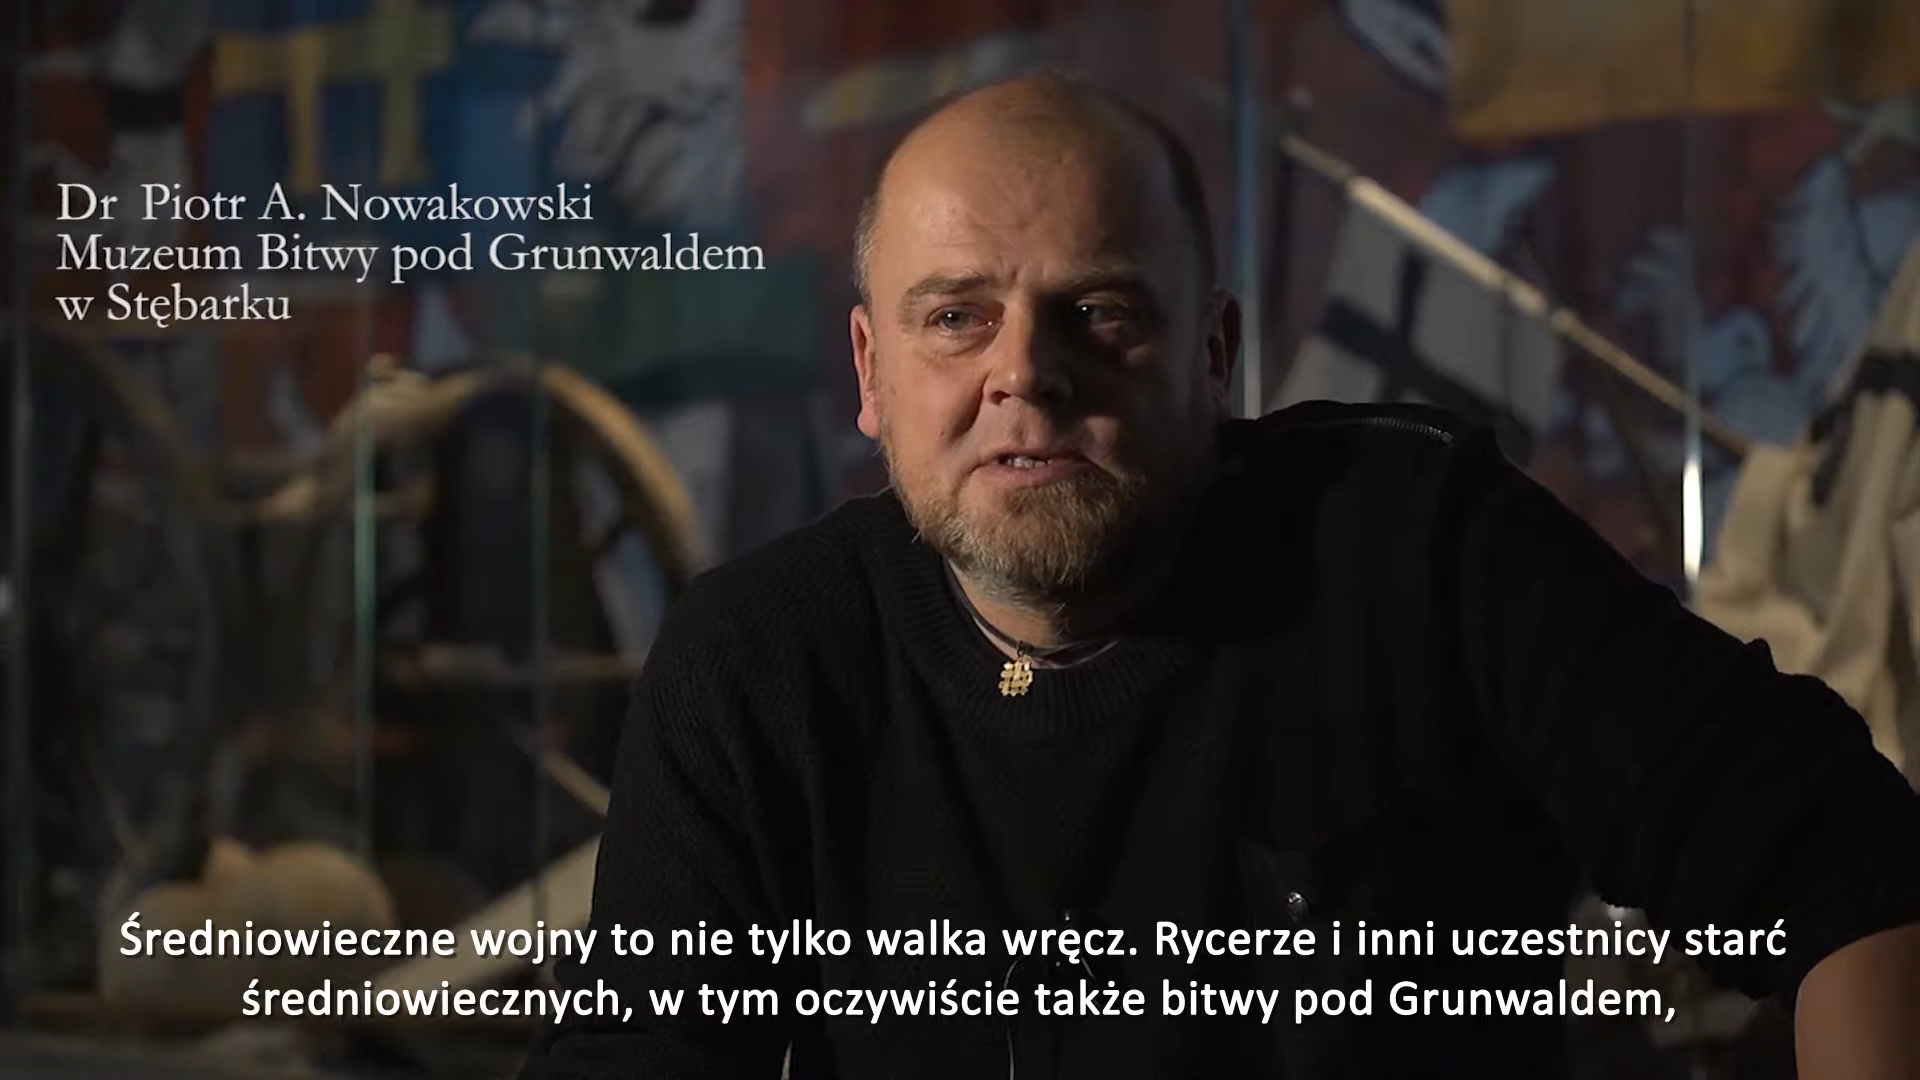 Dr Piotr A. Nowakowski
Muzeum Bitwy pod Grunwaldem
w Stębarku
Średniowieczne wojny to nie tylko walka wręcz. Rycerze i inni uczestnicy starć
średniowiecznych, w tym oczywiście także bitwy pod Grunwaldem,